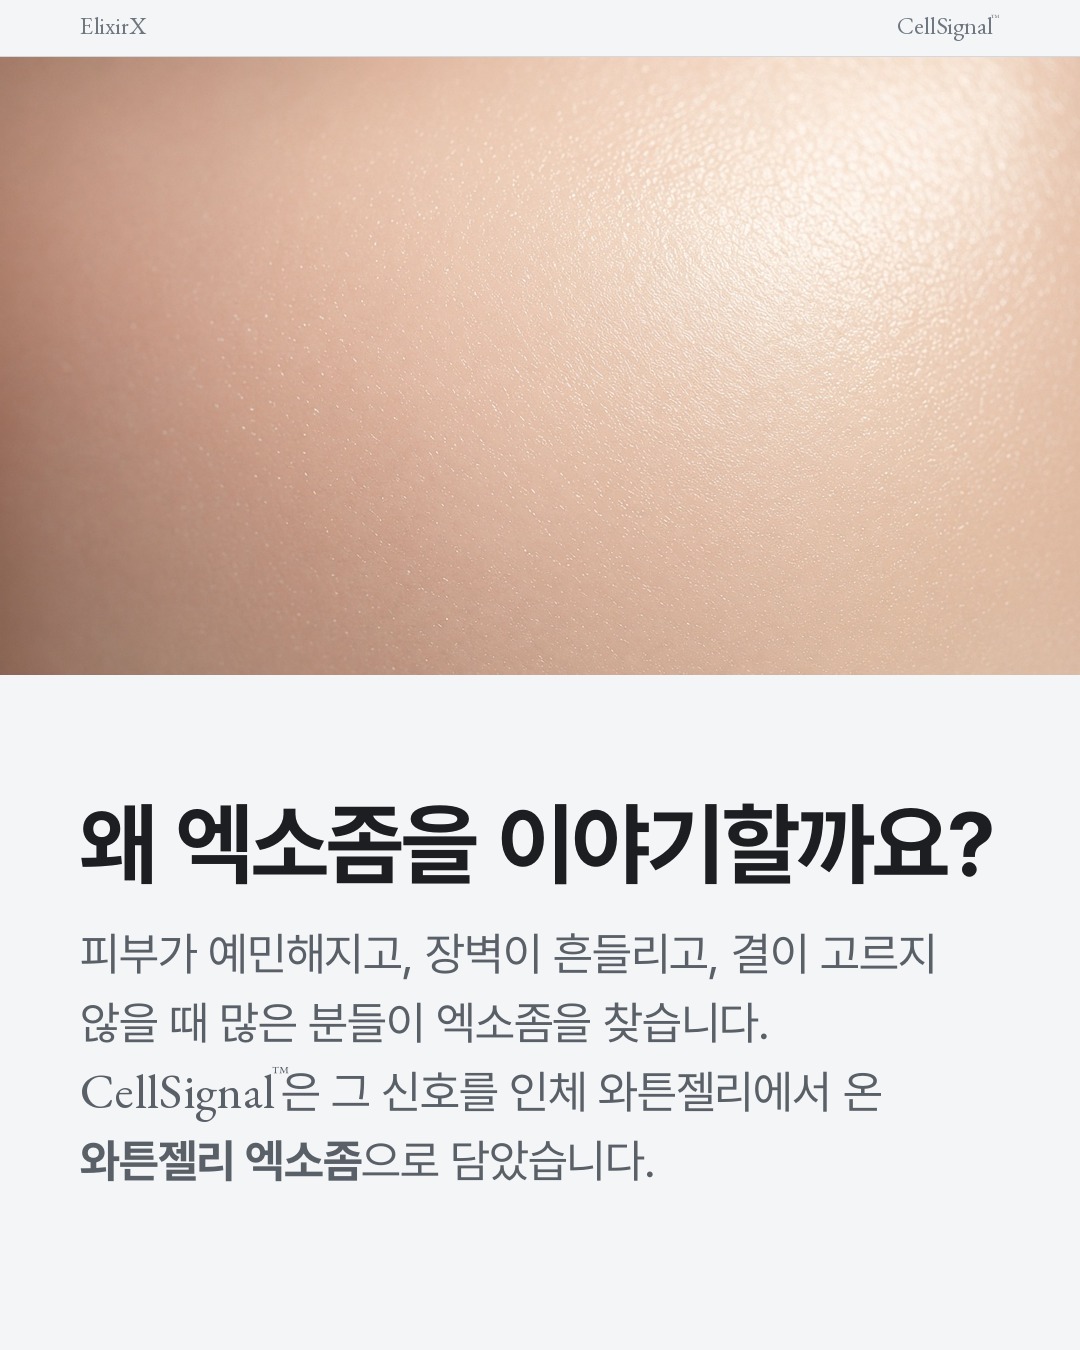 ElixirX
CellSignal™
왜 엑소좀을 이야기할까요?
피부가 예민해지고, 장벽이 흔들리고, 결이 고르지
않을 때 많은 분들이 엑소좀을 찾습니다.
CellSignal™은 그 신호를 인체 와튼젤리에서 온
와튼젤리 엑소좀으로 담았습니다.